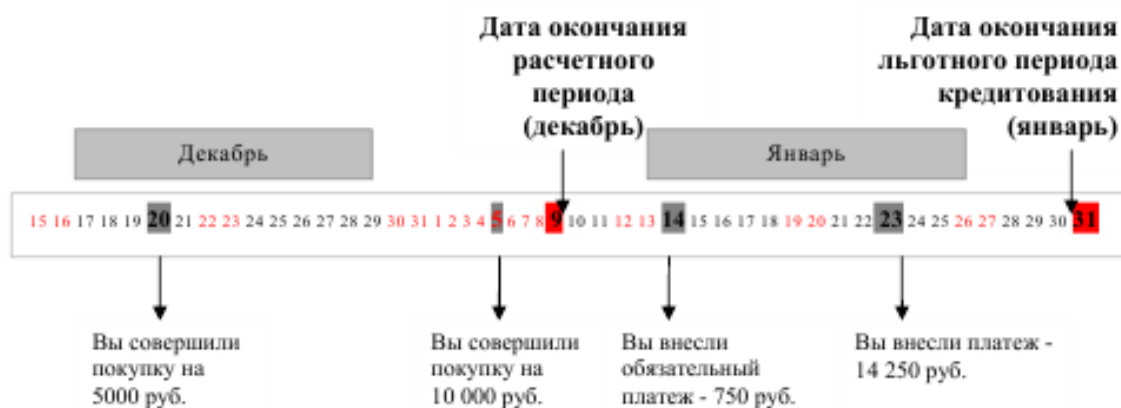 Дата окончания
расчетного
периода
(декабрь)
Дата окончания
льготного периода
кредитования
(январь)
Декабрь
Январь
15 16 17 18 19 20 21 22 23 24 25 26 27 28 29 30 31 1 2 3 4 5 6 7 8 9 10 11 12 13 14 15 16 17 18 19 20 21 22 23 24 25 26 27 28 29 30 31
Вы совершили
покупку на
5000 руб.
Вы совершили
покупку на
10 000 руб.
Вы внесли
обязательный
платеж - 750 руб.
Вы внесли платеж -
14 250 руб.